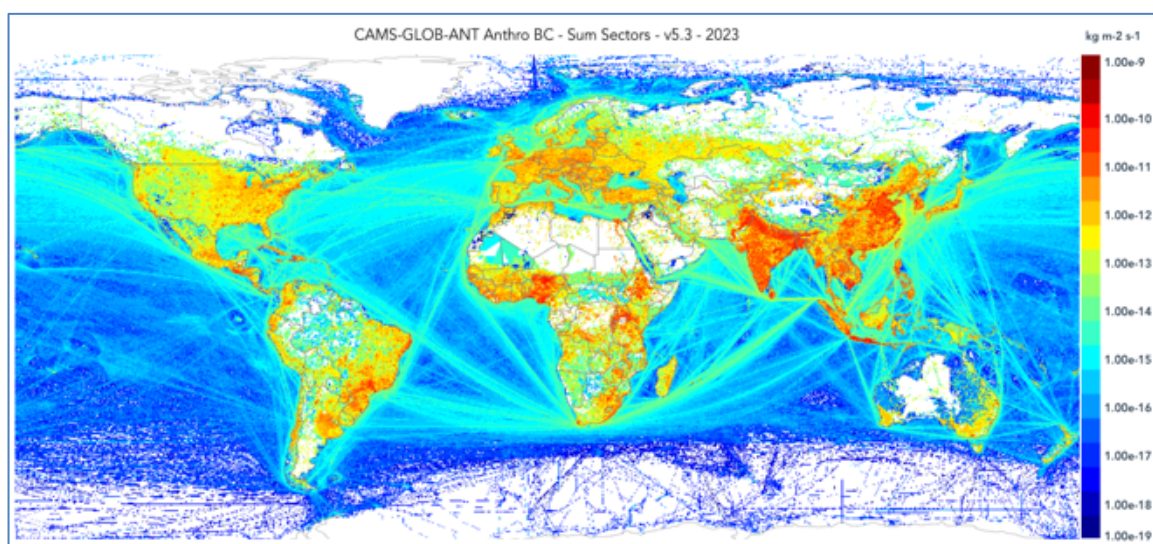 CAMS-GLOB-ANT Anthro BC - Sum Sectors - v5.3 - 2023
kg m-2 s-1
1.00e-9
1.00e-10
1.00e-11
1.00e-12
1.00e-13
1.00e-14
1.00e-15
1.00e-16
1.00e-17
1.00e-18
1.00e-19